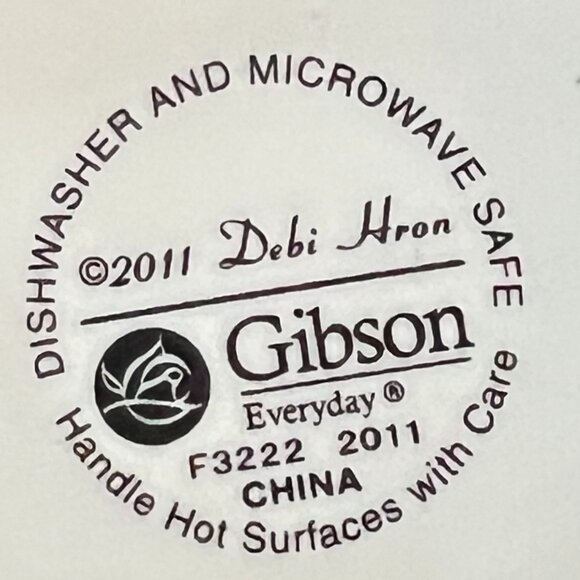 DISHWASHER AND MICROWAVE SAFE
©2011 Debi Hron
Gibson
Everyday ®
F3222 2011
CHINA
Handle Hot Surfaces with Care